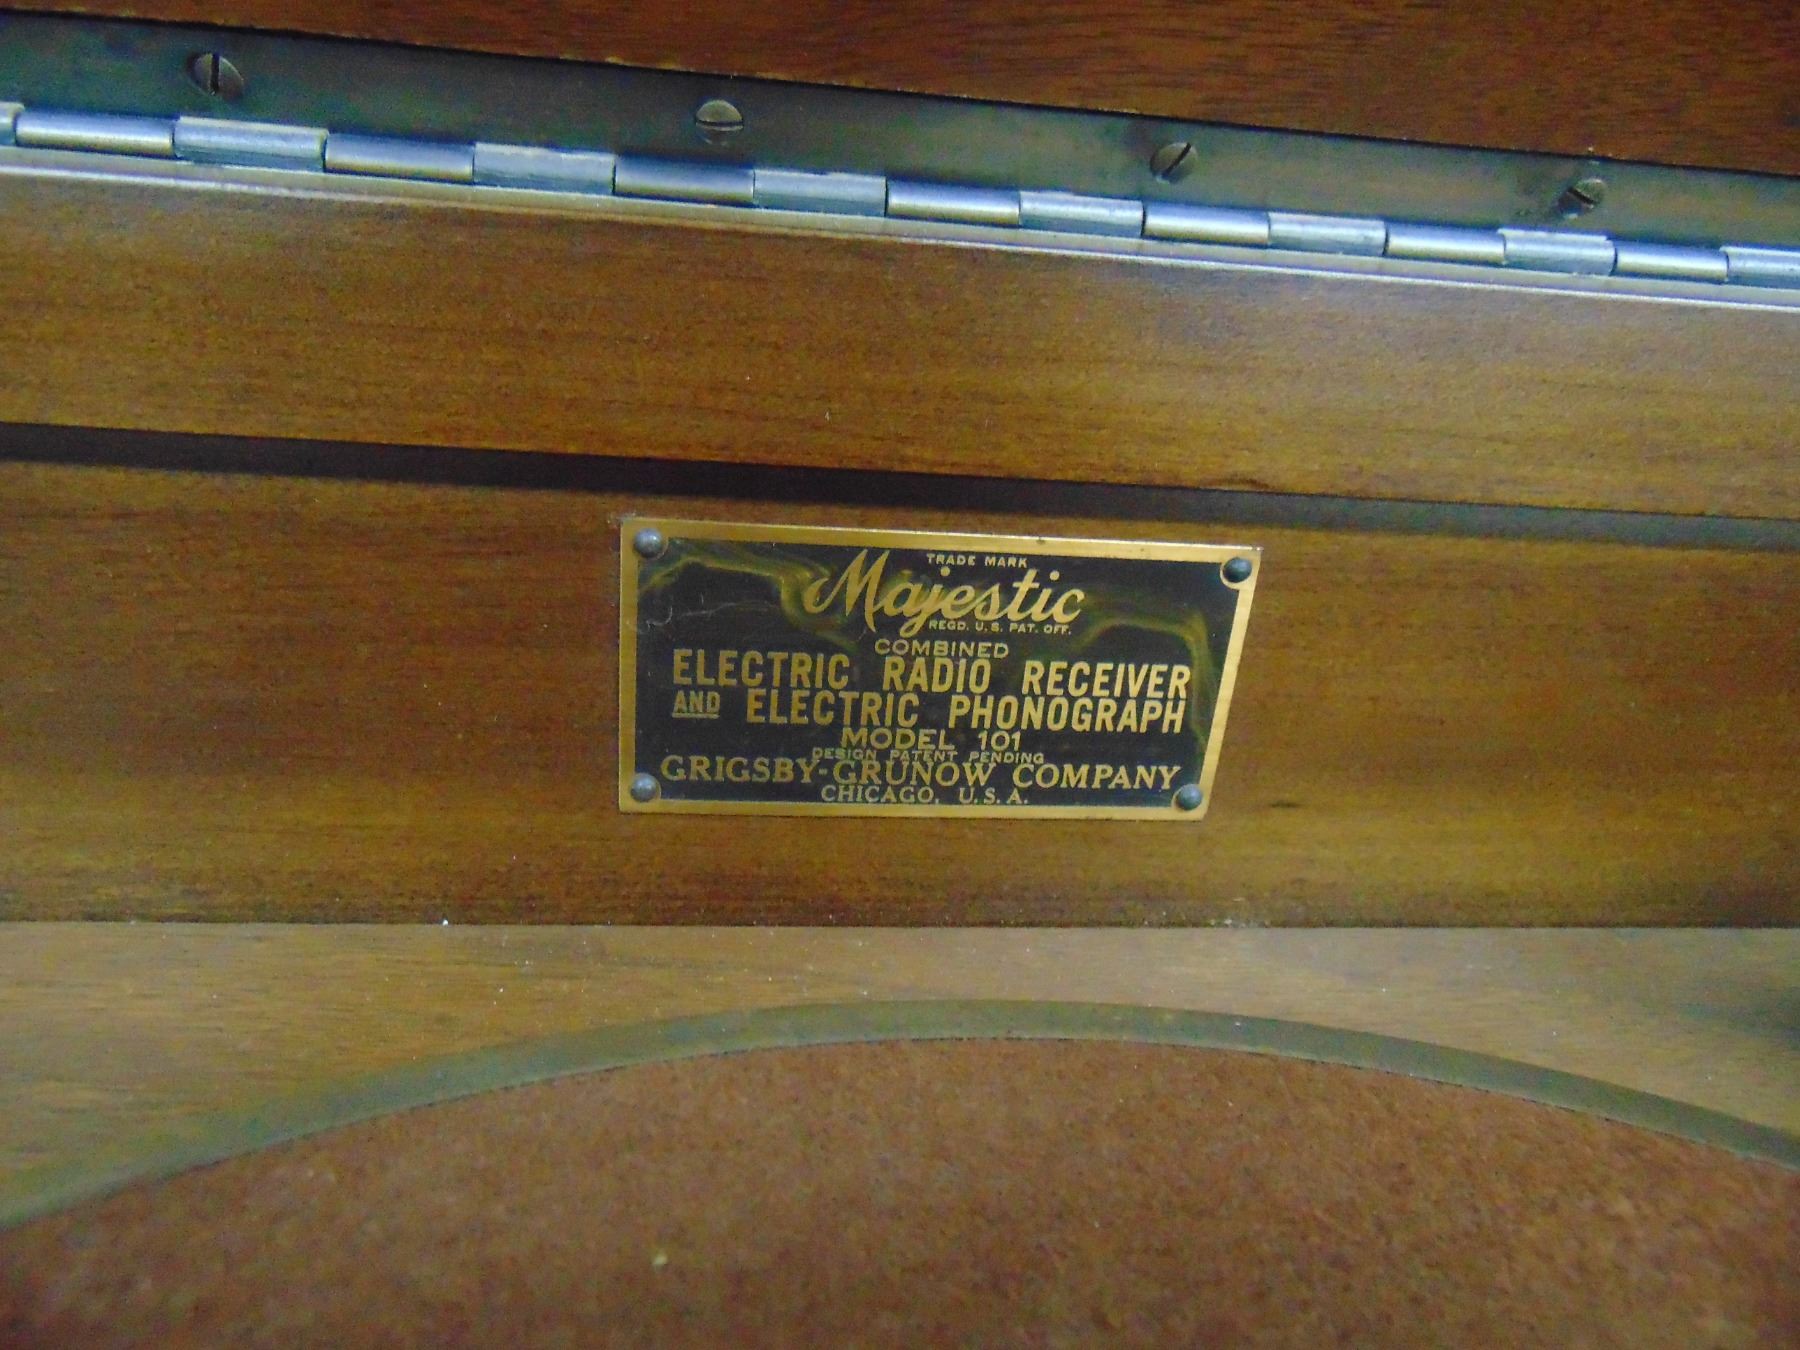 TRADE MARK
Majestic
REGD. U.S. PAT. OFF.
COMBINED
ELECTRIC RADIO RECEIVER
AND ELECTRIC PHONOGRAPH
MODEL 101
DESIGN PATENT PENDING
GRIGSBY-GRUNOW COMPANY
CHICAGO, U.S.A.